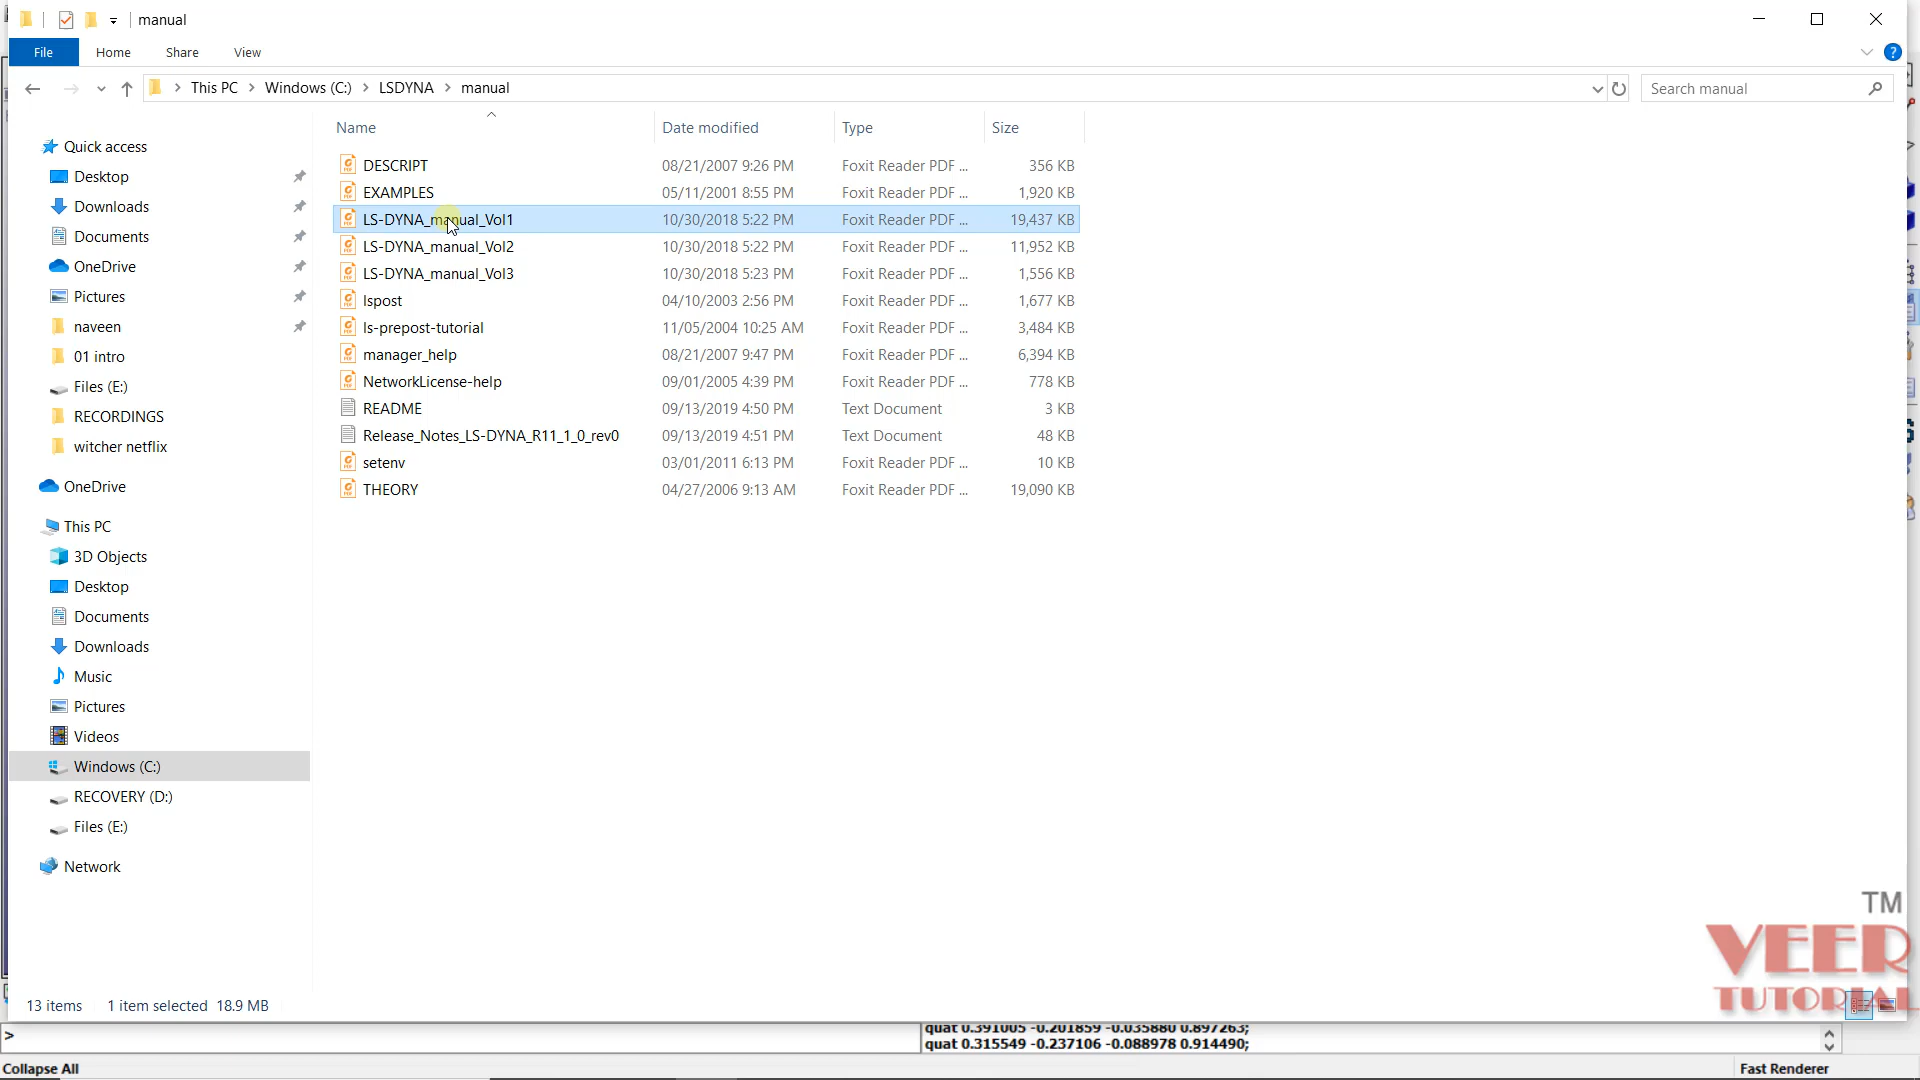 manual
File Home Share View
This PC Windows (C:) LSDYNA manual
Search manual
Name Date modified Type Size
Quick access
Desktop
Downloads
Documents
OneDrive
Pictures
naveen
01 intro
Files (E:)
RECORDINGS
witcher netflix
OneDrive
This PC
3D Objects
Desktop
Documents
Downloads
Music
Pictures
Videos
Windows (C:)
RECOVERY (D:)
Files (E:)
Network
DESCRIPT 08/21/2007 9:26 PM Foxit Reader PDF ... 356 KB
EXAMPLES 05/11/2001 8:55 PM Foxit Reader PDF ... 1,920 KB
LS-DYNA_manual_Vol1 10/30/2018 5:22 PM Foxit Reader PDF ... 19,437 KB
LS-DYNA_manual_Vol2 10/30/2018 5:22 PM Foxit Reader PDF ... 11,952 KB
LS-DYNA_manual_Vol3 10/30/2018 5:23 PM Foxit Reader PDF ... 1,556 KB
lspost 04/10/2003 2:56 PM Foxit Reader PDF ... 1,677 KB
ls-prepost-tutorial 11/05/2004 10:25 AM Foxit Reader PDF ... 3,484 KB
manager_help 08/21/2007 9:47 PM Foxit Reader PDF ... 6,394 KB
NetworkLicense-help 09/01/2005 4:39 PM Foxit Reader PDF ... 778 KB
README 09/13/2019 4:50 PM Text Document 3 KB
Release_Notes_LS-DYNA_R11_1_0_rev0 09/13/2019 4:51 PM Text Document 48 KB
setenv 03/01/2011 6:13 PM Foxit Reader PDF ... 10 KB
THEORY 04/27/2006 9:13 AM Foxit Reader PDF ... 19,090 KB
TM
VEER
TUTORIAL
13 items 1 item selected 18.9 MB
>
quat 0.391005 -0.201859 -0.035880 0.897263;
quat 0.315549 -0.237106 -0.088978 0.914490;
Collapse All Fast Renderer